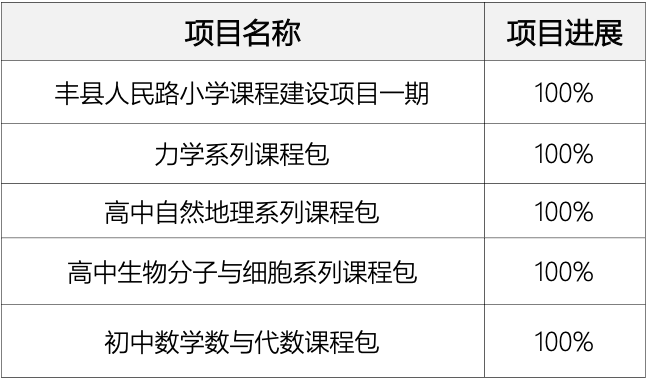 项目名称 项目进展
丰县人民路小学课程建设项目一期 100%
力学系列课程包 100%
高中自然地理系列课程包 100%
高中生物分子与细胞系列课程包 100%
初中数学数与代数课程包 100%